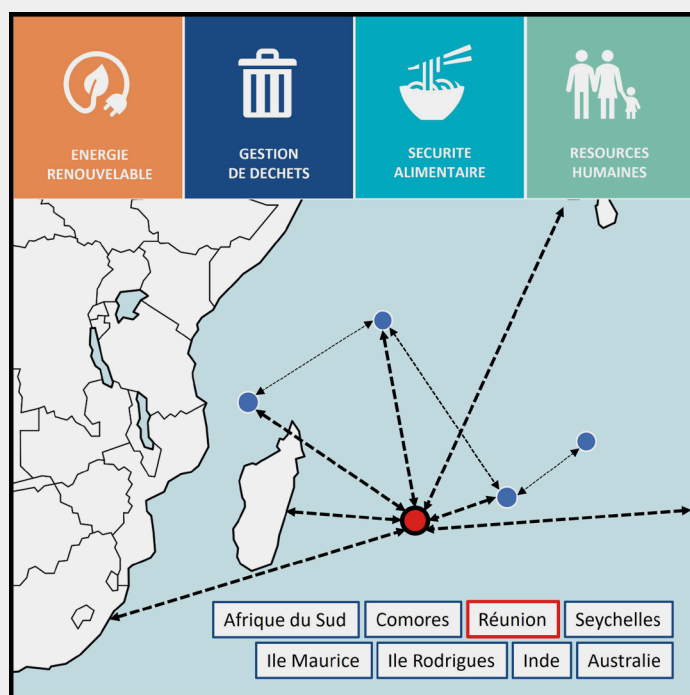 ENERGIE
RENOUVELABLE
GESTION
DE DECHETS
SECURITE
ALIMENTAIRE
RESOURCES
HUMAINES
Afrique du Sud
Comores
Réunion
Seychelles
Ile Maurice
Ile Rodrigues
Inde
Australie